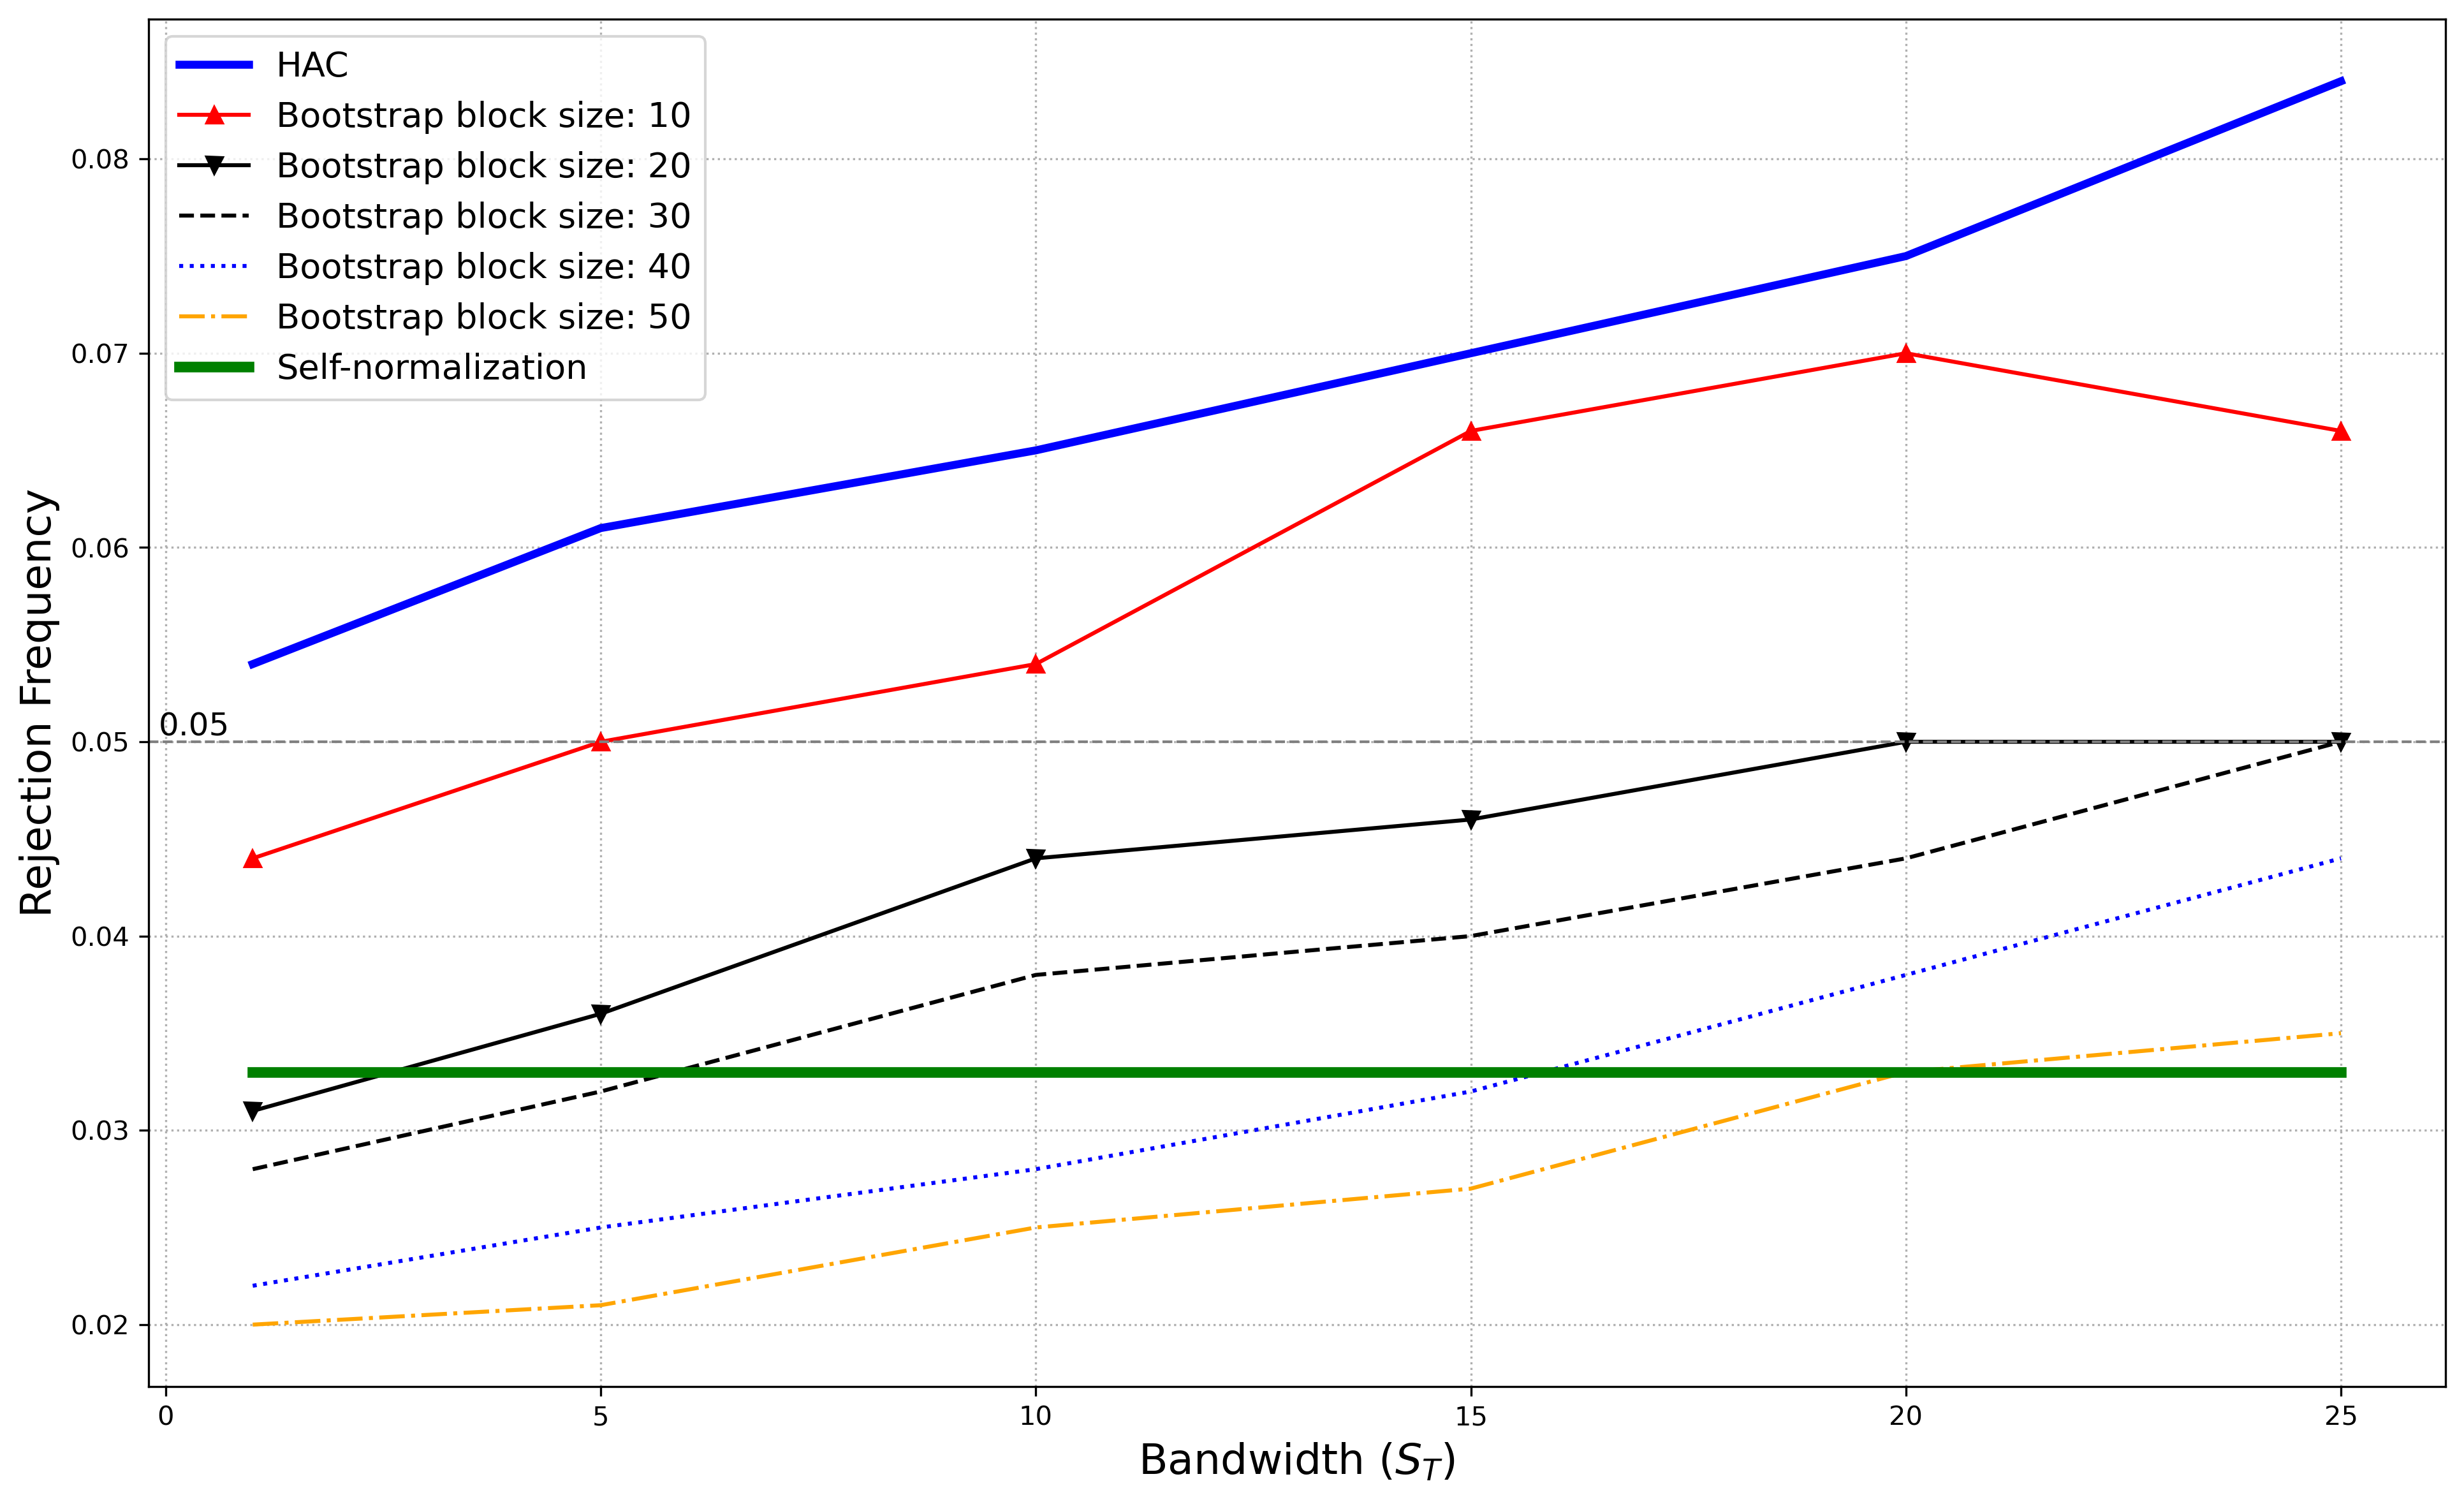 HAC
Bootstrap block size: 10
Bootstrap block size: 20
Bootstrap block size: 30
Bootstrap block size: 40
Bootstrap block size: 50
Self-normalization
Rejection Frequency
0.08
0.07
0.06
0.05
0.05
0.04
0.03
0.02
0 5 10 15 20 25
Bandwidth (S_T)